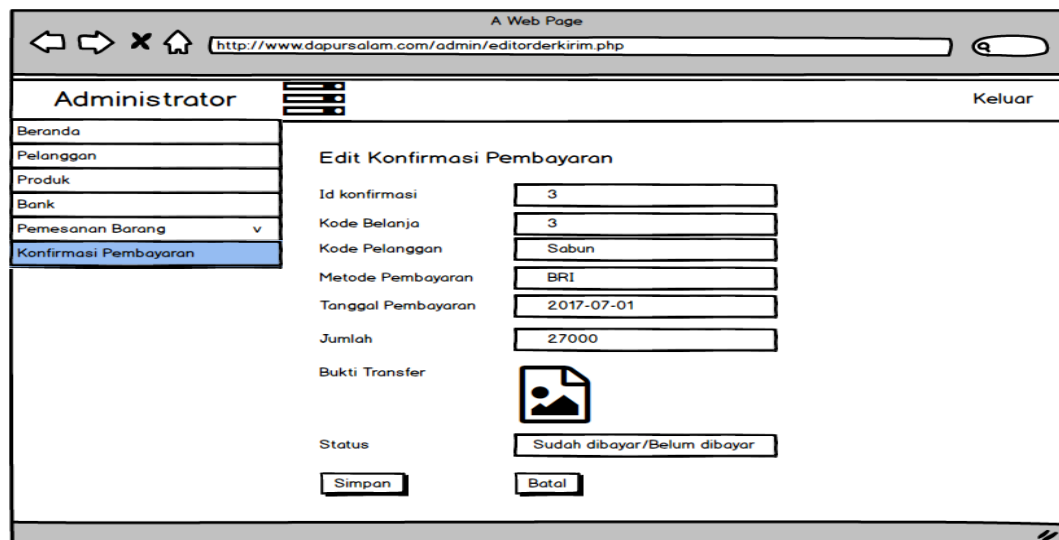 A Web Page
http://www.dapursalam.com/admin/editorderkirim.php
Administrator
Keluar
Beranda
Pelanggan
Produk
Bank
Pemesanan Barang v
Konfirmasi Pembayaran
Edit Konfirmasi Pembayaran
Id konfirmasi 3
Kode Belanja 3
Kode Pelanggan Sabun
Metode Pembayaran BRI
Tanggal Pembayaran 2017-07-01
Jumlah 27000
Bukti Transfer
Status Sudah dibayar/Belum dibayar
Simpan Batal